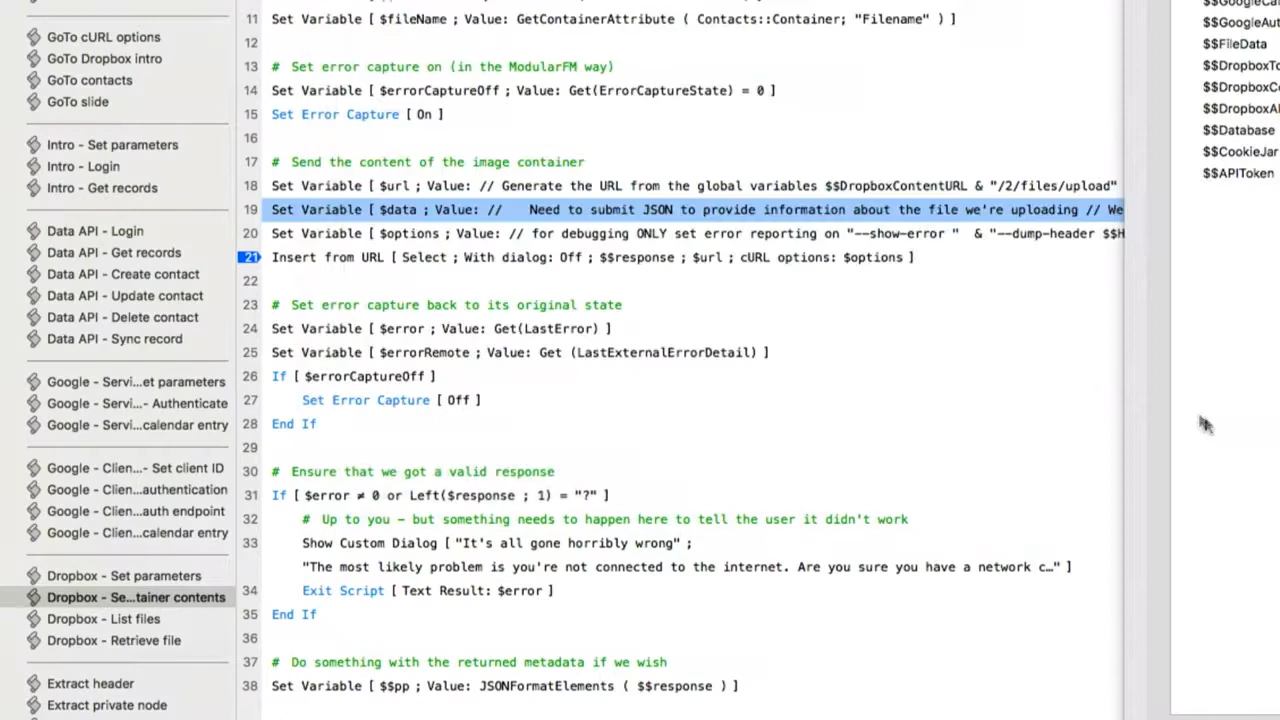 GoTo cURL options
GoTo Dropbox intro
GoTo contacts
GoTo slide
Intro - Set parameters
Intro - Login
Intro - Get records
Data API - Login
Data API - Get records
Data API - Create contact
Data API - Update contact
Data API - Delete contact
Data API - Sync record
Google - Servi...et parameters
Google - Servi...- Authenticate
Google - Servi...calendar entry
Google - Clien...- Set client ID
Google - Clien...authentication
Google - Clien...auth endpoint
Google - Clien...calendar entry
Dropbox - Set parameters
Dropbox - Se...tainer contents
Dropbox - List files
Dropbox - Retrieve file
Extract header
Extract private node
11 Set Variable [ $fileName ; Value: GetContainerAttribute ( Contacts::Container; "Filename" ) ]
12
13 # Set error capture on (in the ModularFM way)
14 Set Variable [ $errorCaptureOff ; Value: Get(ErrorCaptureState) = 0 ]
15 Set Error Capture [ On ]
16
17 # Send the content of the image container
18 Set Variable [ $url ; Value: // Generate the URL from the global variables $$DropboxContentURL & "/2/files/upload"
19 Set Variable [ $data ; Value: // Need to submit JSON to provide information about the file we're uploading // We
20 Set Variable [ $options ; Value: // for debugging ONLY set error reporting on "--show-error " & "--dump-header $$H
21 Insert from URL [ Select ; With dialog: Off ; $$response ; $url ; cURL options: $options ]
22
23 # Set error capture back to its original state
24 Set Variable [ $error ; Value: Get(LastError) ]
25 Set Variable [ $errorRemote ; Value: Get (LastExternalErrorDetail) ]
26 If [ $errorCaptureOff ]
27 Set Error Capture [ Off ]
28 End If
29
30 # Ensure that we got a valid response
31 If [ $error ≠ 0 or Left($response ; 1) = "?" ]
32 # Up to you - but something needs to happen here to tell the user it didn't work
33 Show Custom Dialog [ "It's all gone horribly wrong" ;
"The most likely problem is you're not connected to the internet. Are you sure you have a network c…" ]
34 Exit Script [ Text Result: $error ]
35 End If
36
37 # Do something with the returned metadata if we wish
38 Set Variable [ $$pp ; Value: JSONFormatElements ( $$response ) ]
$$GoogleAut
$$FileData
$$DropboxTo
$$DropboxCo
$$DropboxAP
$$Database
$$CookieJar
$$APIToken